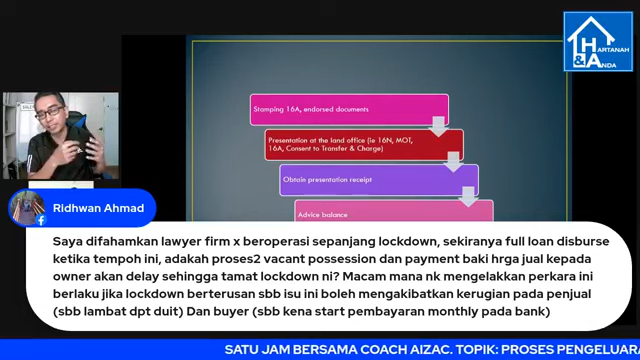 HARTANAH
& ANDA
Stamping 16A, endorsed documents
Presentation at the land office (ie 16N, MOT,
16A, Consent to Transfer & Charge)
Obtain presentation receipt
Advice balance
Ridhwan Ahmad
Saya difahamkan lawyer firm x beroperasi sepanjang lockdown, sekiranya full loan disburse
ketika tempoh ini, adakah proses2 vacant possession dan payment baki hrga jual kepada
owner akan delay sehingga tamat lockdown ni? Macam mana nk mengelakkan perkara ini
berlaku jika lockdown berterusan sbb isu ini boleh mengakibatkan kerugian pada penjual
(sbb lambat dpt duit) Dan buyer (sbb kena start pembayaran monthly pada bank)
SATU JAM BERSAMA COACH AIZAC. TOPIK: PROSES PENGELUARA